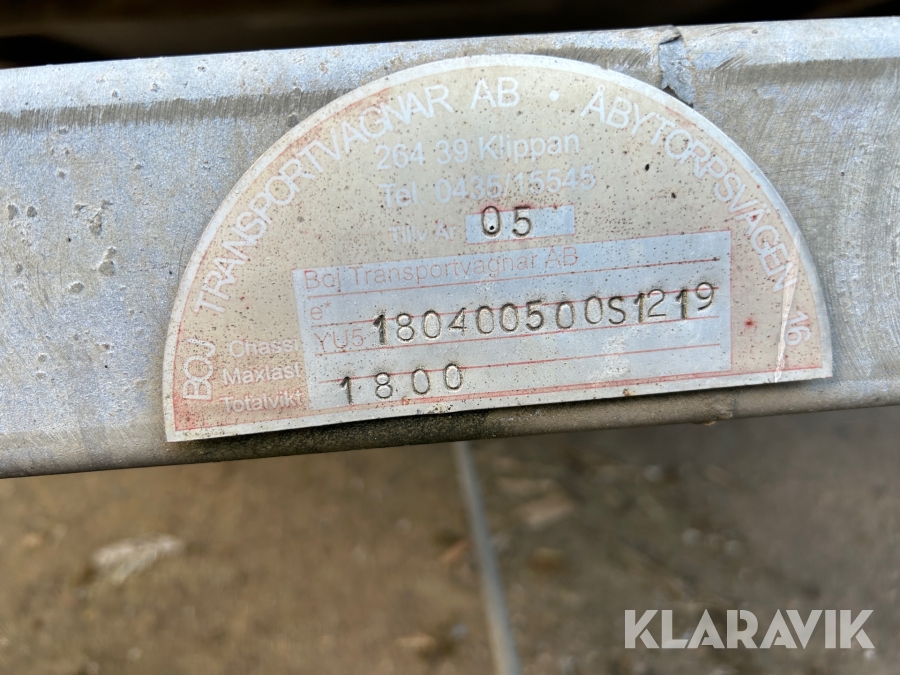 BOJ TRANSPORTVAGNAR AB · ÅBYTORPSVÄGEN 16
264 39 Klippan
Tel 0435/15545
Tillv.år 05
Boj Transportvagnar AB
e
Chassi YU5 180400500S1219
Maxlast
Totalvikt 1800
KLARAVIK